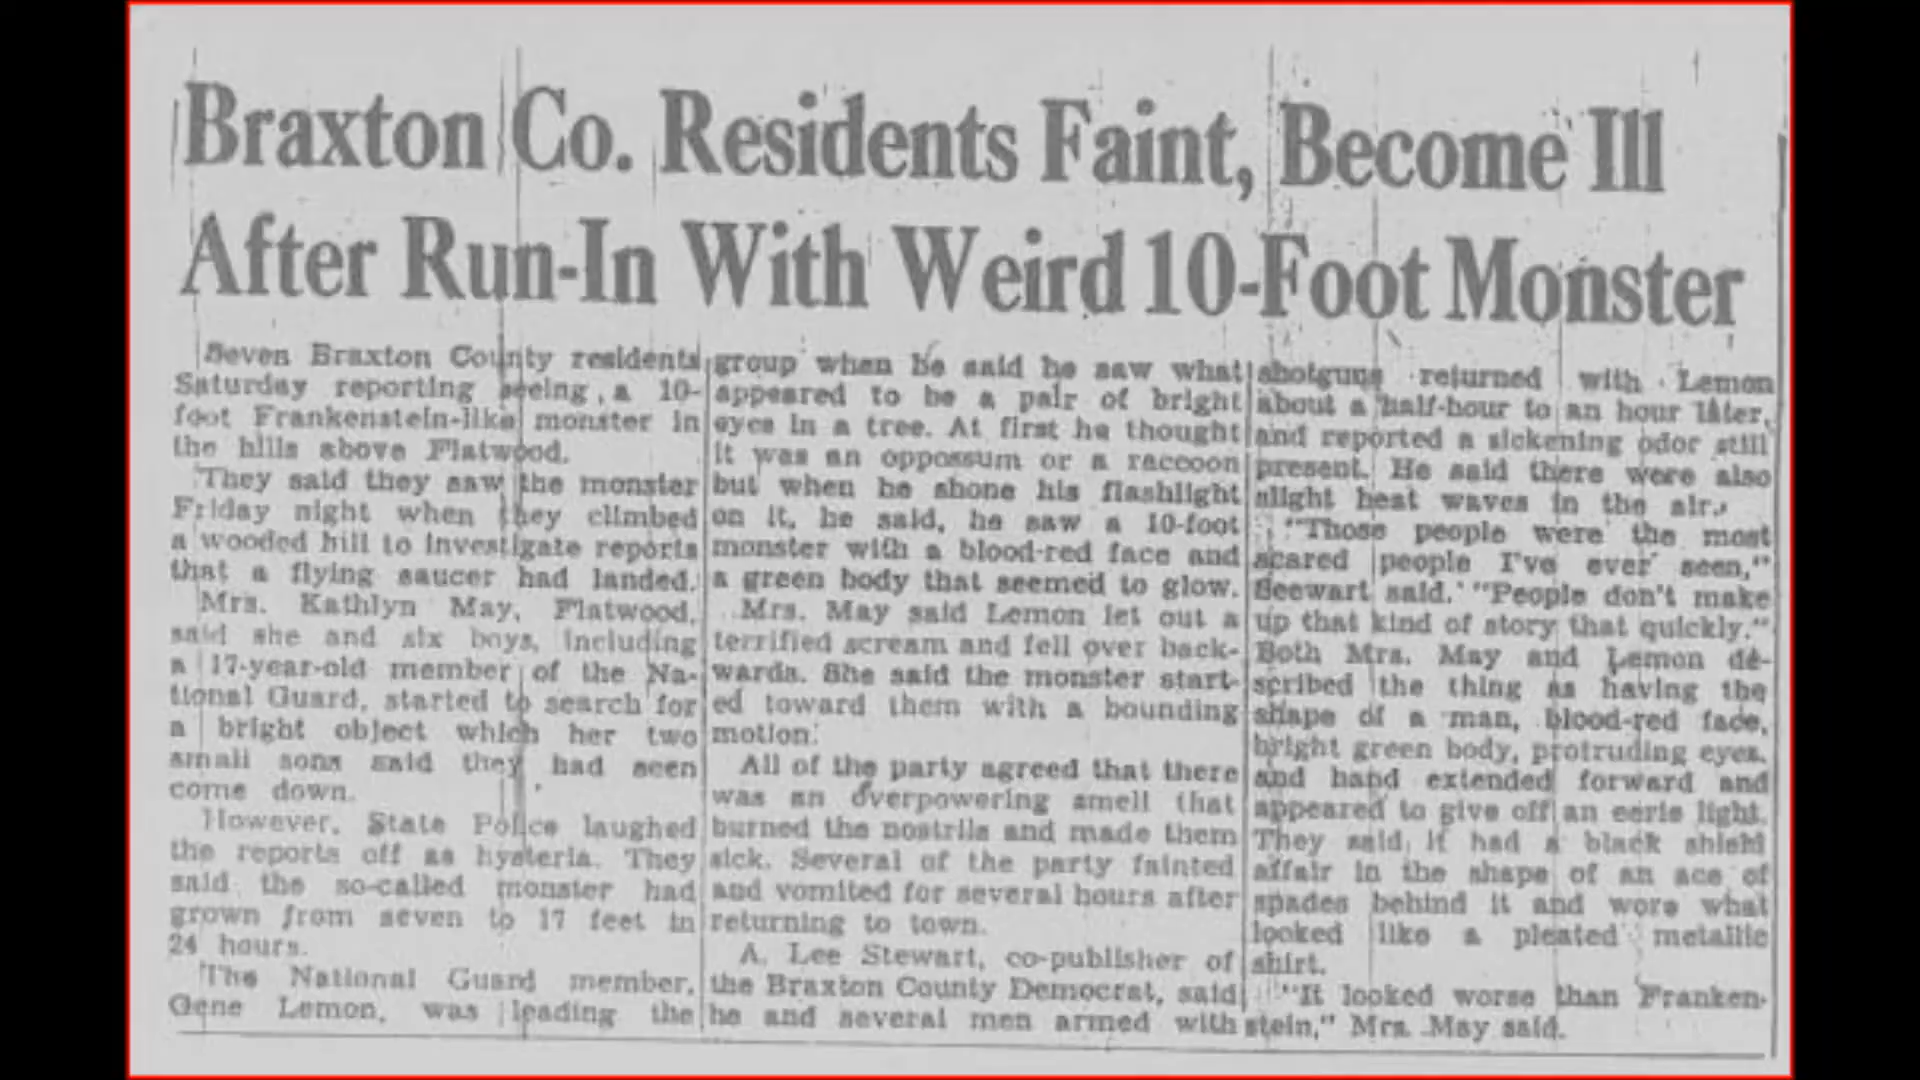 Braxton Co. Residents Faint, Become Ill
After Run-In With Weird 10-Foot Monster
Seven Braxton County residents
Saturday reporting seeing a 10-
foot Frankenstein-like monster in
the hills above Flatwood.
They said they saw the monster
Friday night when they climbed
a wooded hill to investigate reports
that a flying saucer had landed.
Mrs. Kathlyn May, Flatwood,
said she and six boys, including
a 17-year-old member of the Na-
tional Guard, started to search for
a bright object which her two
small sons said they had seen
come down.
However, State Police laughed
the reports off as hysteria. They
said the so-called monster had
grown from seven to 17 feet in
24 hours.
The National Guard member,
Gene Lemon, was leading the
group when he said he saw what
appeared to be a pair of bright
eyes in a tree. At first he thought
it was an oppossum or a raccoon
but when he shone his flashlight
on it, he said, he saw a 10-foot
monster with a blood-red face and
a green body that seemed to glow.
Mrs. May said Lemon let out a
terrified scream and fell over back-
wards. She said the monster start-
ed toward them with a bounding
motion.
All of the party agreed that there
was an overpowering smell that
burned the nostrils and made them
sick. Several of the party fainted
and vomited for several hours after
returning to town.
A. Lee Stewart, co-publisher of
the Braxton County Democrat, said
he and several men armed with
shotguns returned with Lemon
about a half-hour to an hour later,
and reported a sickening odor still
present. He said there were also
slight heat waves in the air.
"Those people were the most
scared people I've ever seen,"
Seewart said. "People don't make
up that kind of story that quickly."
Both Mrs. May and Lemon de-
scribed the thing as having the
shape of a man, blood-red face,
bright green body, protruding eyes,
and hand extended forward and
appeared to give off an eerie light.
They said it had a black shield
affair in the shape of an ace of
spades behind it and wore what
looked like a pleated metallic
shirt.
"It looked worse than Franken-
stein," Mrs. May said.